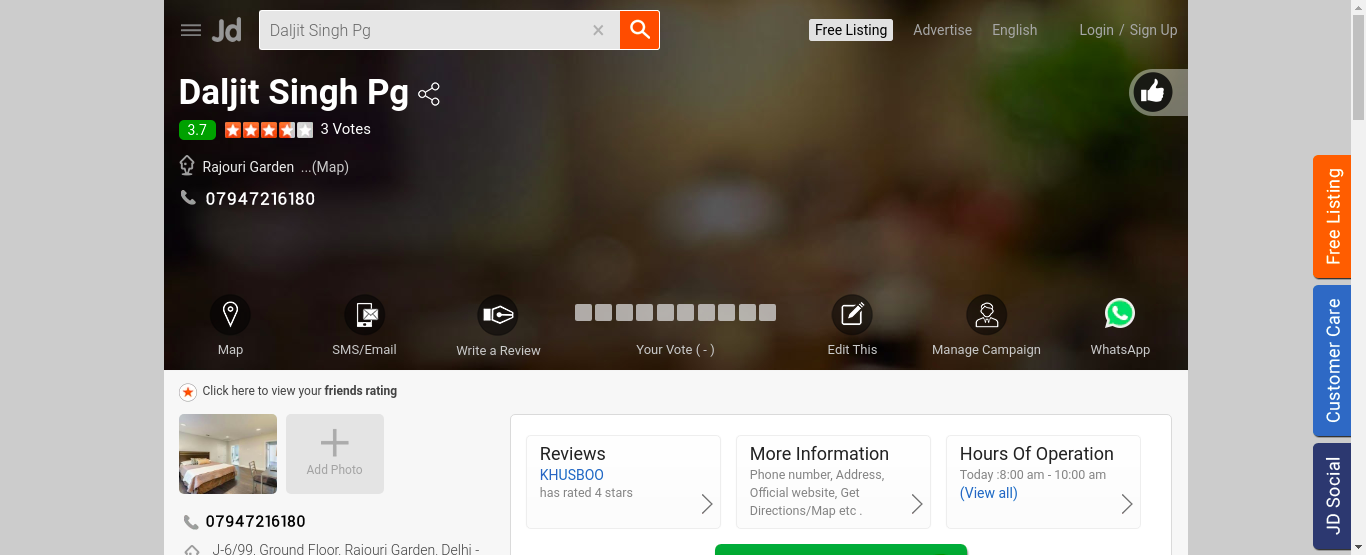 Jd
Daljit Singh Pg
Free Listing
Advertise
English
Login / Sign Up
Daljit Singh Pg
3.7
3 Votes
Rajouri Garden ...(Map)
07947216180
Map
SMS/Email
Write a Review
Your Vote ( - )
Edit This
Manage Campaign
WhatsApp
Click here to view your friends rating
Add Photo
07947216180
J-6/99, Ground Floor, Rajouri Garden, Delhi -
Reviews
KHUSBOO
has rated 4 stars
More Information
Phone number, Address,
Official website, Get
Directions/Map etc .
Hours Of Operation
Today :8:00 am - 10:00 am
(View all)
Free Listing
Customer Care
JD Social